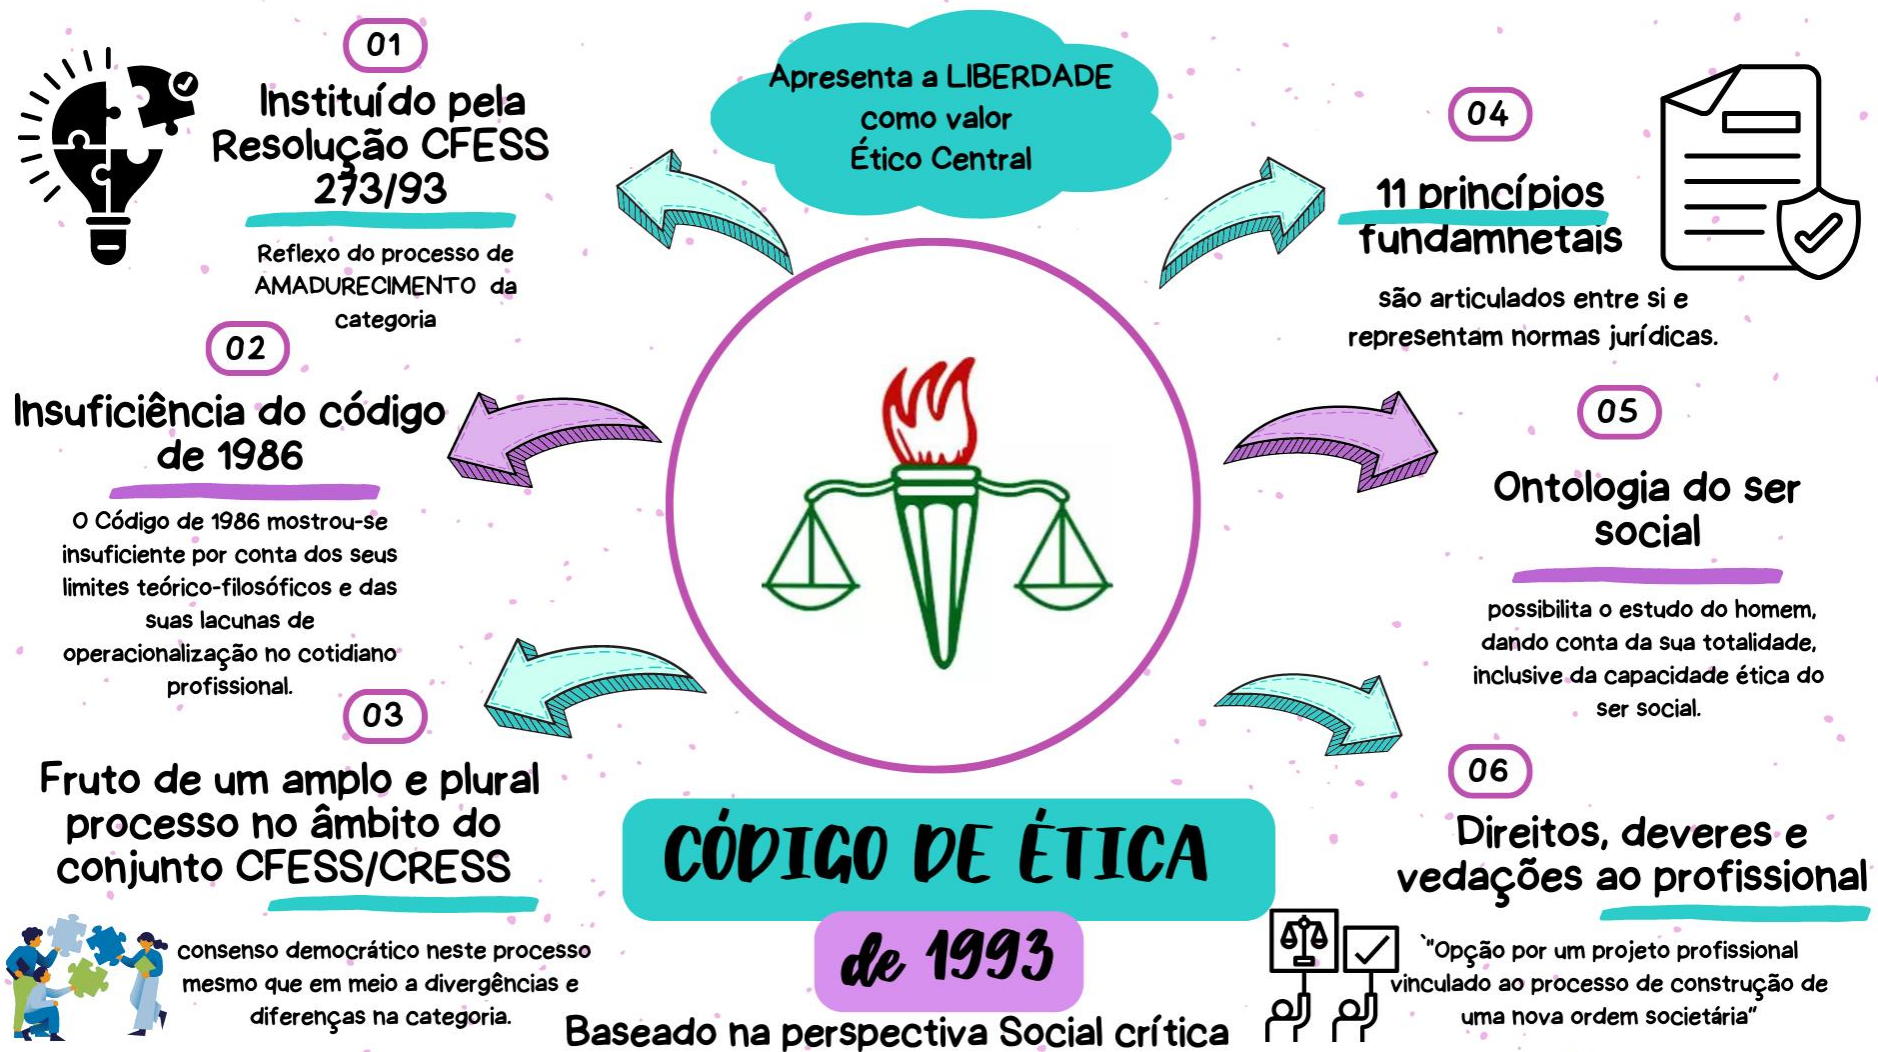 01
Instituído pela
Resolução CFESS
273/93
Reflexo do processo de
AMADURECIMENTO da
categoria
02
Insuficiência do código
de 1986
O Código de 1986 mostrou-se
insuficiente por conta dos seus
limites teórico-filosóficos e das
suas lacunas de
operacionalização no cotidiano
profissional.
03
Fruto de um amplo e plural
processo no âmbito do
conjunto CFESS/CRESS
consenso democrático neste processo
mesmo que em meio a divergências e
diferenças na categoria.
Apresenta a LIBERDADE
como valor
Ético Central
CÓDIGO DE ÉTICA
de 1993
Baseado na perspectiva Social crítica
04
11 princípios
fundamnetais
são articulados entre si e
representam normas jurídicas.
05
Ontologia do ser
social
possibilita o estudo do homem,
dando conta da sua totalidade,
inclusive da capacidade ética do
ser social.
06
Direitos, deveres e
vedações ao profissional
`"Opção por um projeto profissional
vinculado ao processo de construção de
uma nova ordem societária"